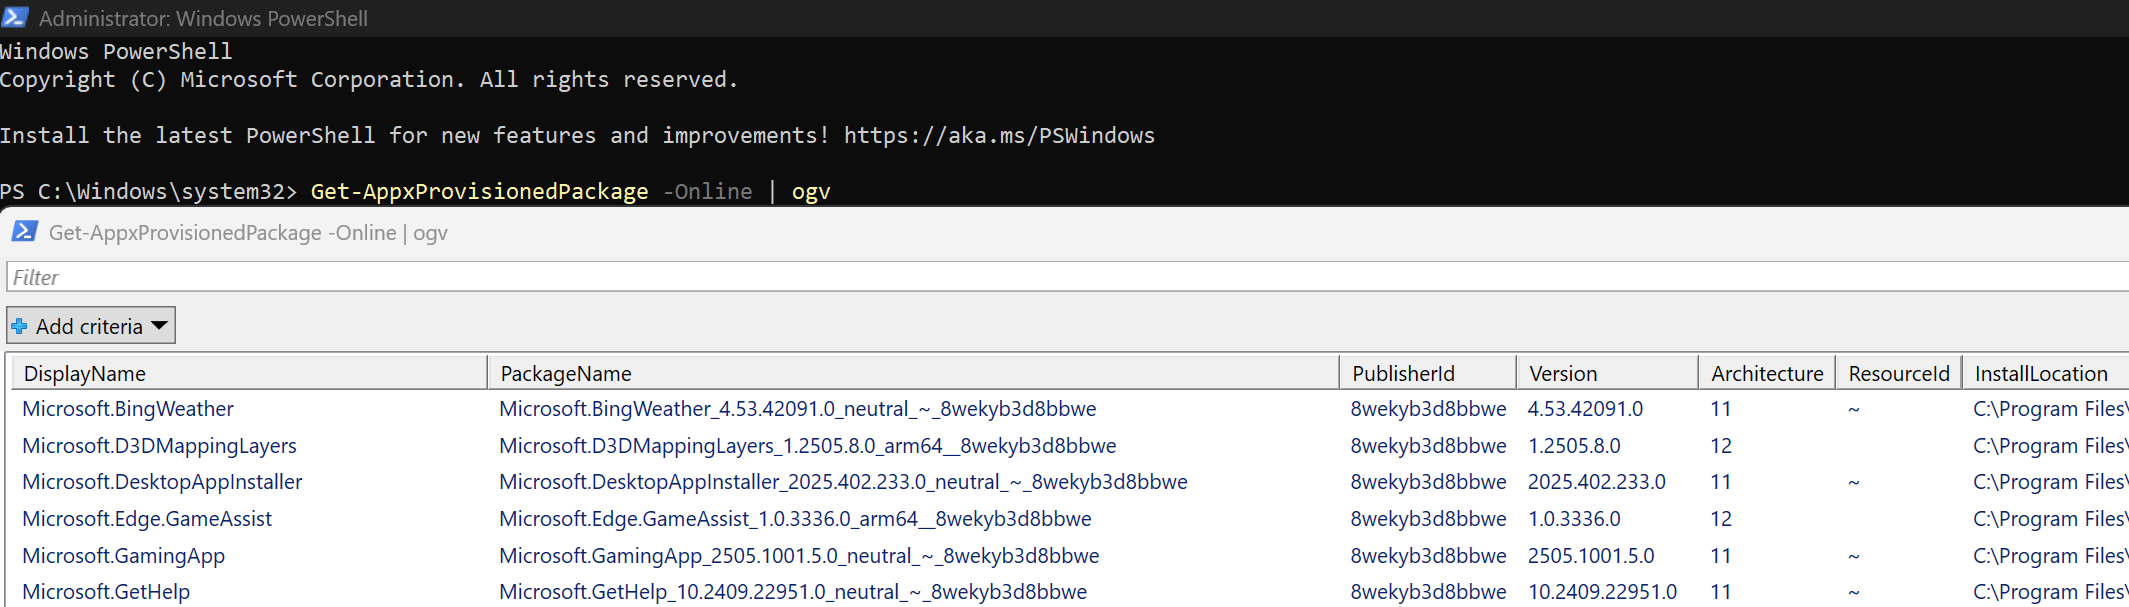 Administrator: Windows PowerShell
Windows PowerShell
Copyright (C) Microsoft Corporation. All rights reserved.
Install the latest PowerShell for new features and improvements! https://aka.ms/PSWindows
PS C:\Windows\system32> Get-AppxProvisionedPackage -Online | ogv
Get-AppxProvisionedPackage -Online | ogv
Filter
Add criteria
DisplayName PackageName PublisherId Version Architecture ResourceId InstallLocation
Microsoft.BingWeather Microsoft.BingWeather_4.53.42091.0_neutral_~_8wekyb3d8bbwe 8wekyb3d8bbwe 4.53.42091.0 11 ~ C:\Program Files\
Microsoft.D3DMappingLayers Microsoft.D3DMappingLayers_1.2505.8.0_arm64__8wekyb3d8bbwe 8wekyb3d8bbwe 1.2505.8.0 12 C:\Program Files\
Microsoft.DesktopAppInstaller Microsoft.DesktopAppInstaller_2025.402.233.0_neutral_~_8wekyb3d8bbwe 8wekyb3d8bbwe 2025.402.233.0 11 ~ C:\Program Files\
Microsoft.Edge.GameAssist Microsoft.Edge.GameAssist_1.0.3336.0_arm64__8wekyb3d8bbwe 8wekyb3d8bbwe 1.0.3336.0 12 C:\Program Files\
Microsoft.GamingApp Microsoft.GamingApp_2505.1001.5.0_neutral_~_8wekyb3d8bbwe 8wekyb3d8bbwe 2505.1001.5.0 11 ~ C:\Program Files\
Microsoft.GetHelp Microsoft.GetHelp_10.2409.22951.0_neutral_~_8wekyb3d8bbwe 8wekyb3d8bbwe 10.2409.22951.0 11 ~ C:\Program Files\